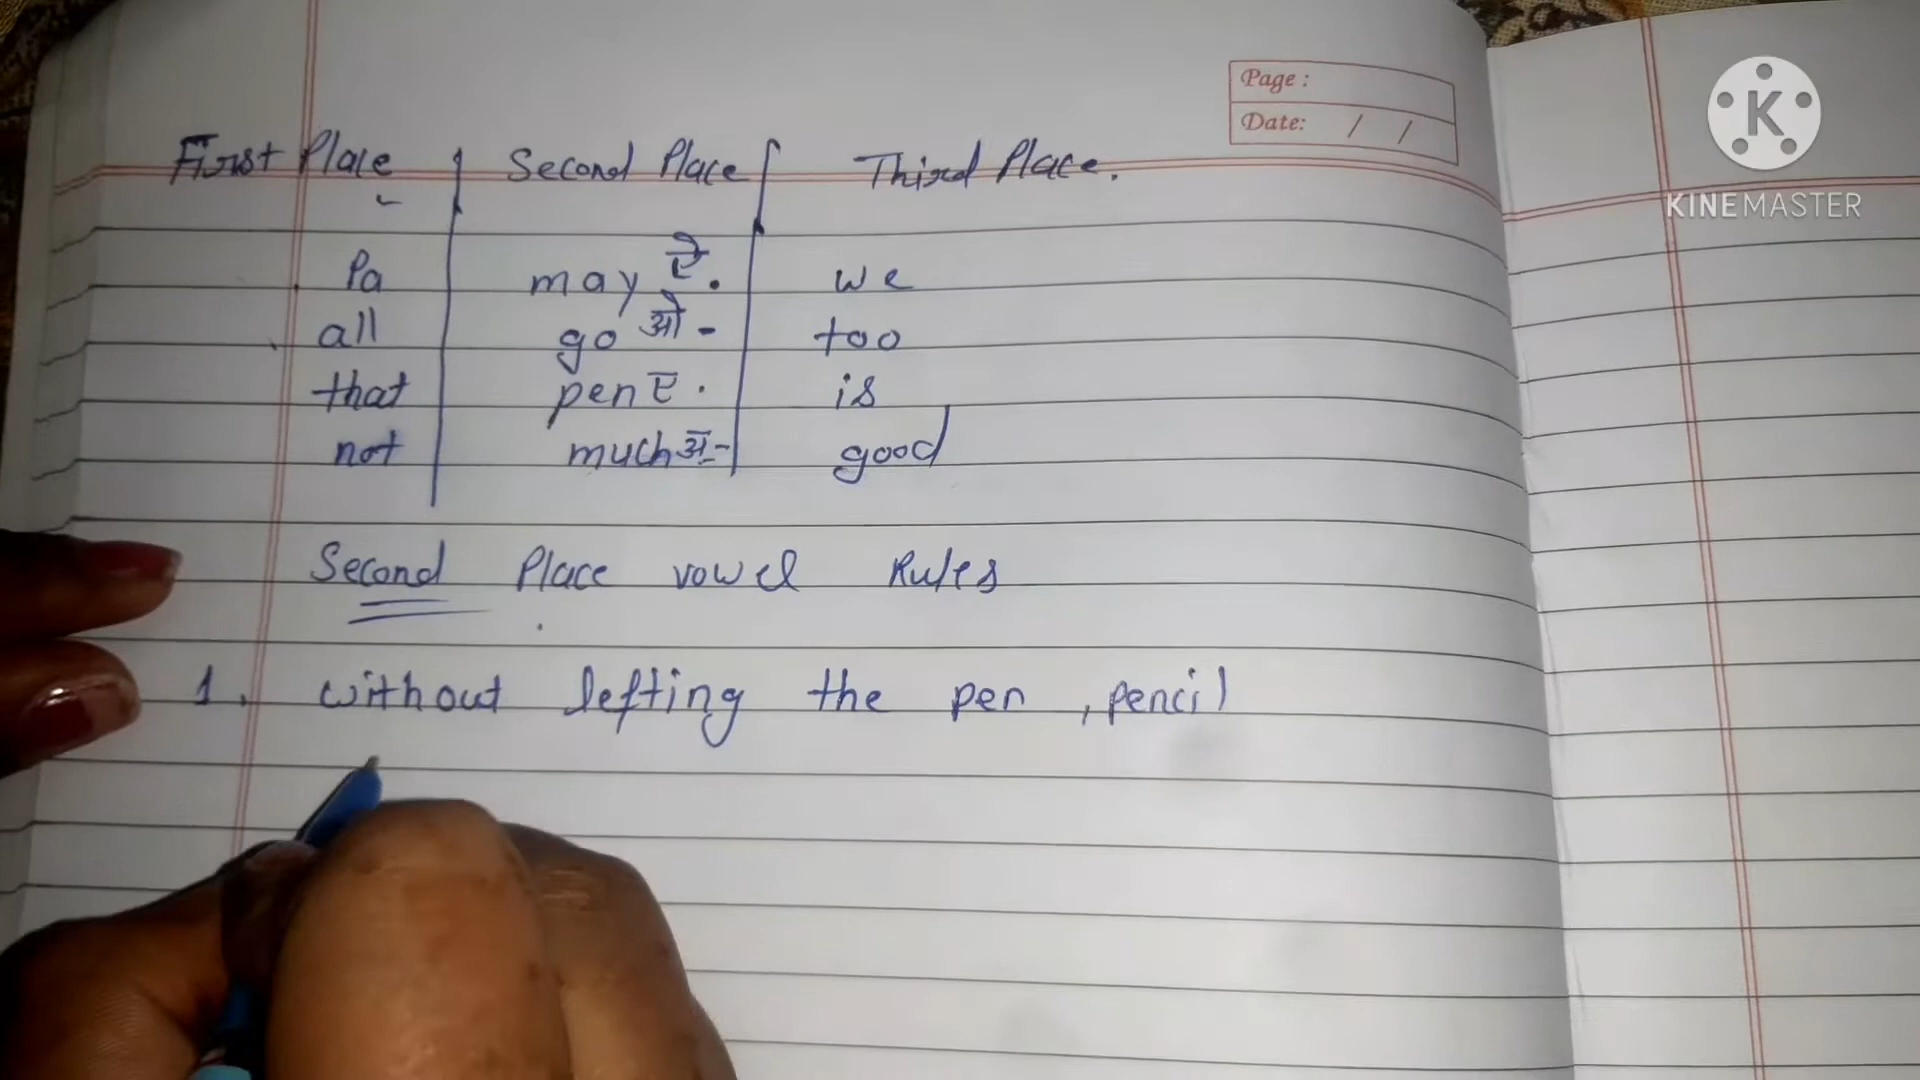 Page :
Date: / /
K
KINEMASTER
First Place | Second Place | Third Place.
Pa | may ऐ . | we
all | go ओ - | too
that | pen ए . | is
not | much अ - | good
Second Place vowel Rules
1. without lefting the pen , pencil